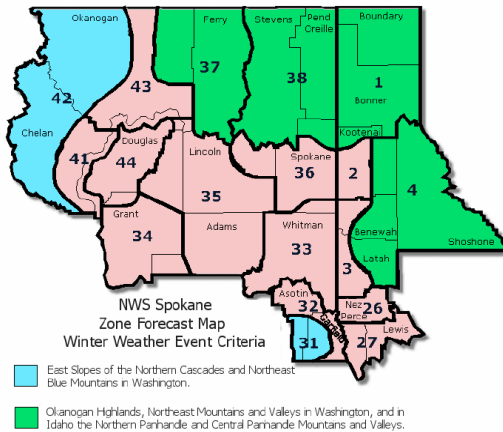 Okanogan
Ferry
Stevens
Pend
Oreille
Boundary
43
37
38
1
42
Bonner
Chelan
Kootenai
41
Douglas
44
Lincoln
Spokane
36
2
35
4
Grant
34
Adams
Whitman
33
Benewah
Shoshone
3
Latah
Asotin
32
Garfield
Nez
Perce
26
31
27
Lewis
NWS Spokane
Zone Forecast Map
Winter Weather Event Criteria
East Slopes of the Northern Cascades and Northeast
Blue Mountains in Washington.
Okanogan Highlands, Northeast Mountains and Valleys in Washington, and in
Idaho the Northern Panhandle and Central Panhandle Mountains and Valleys.